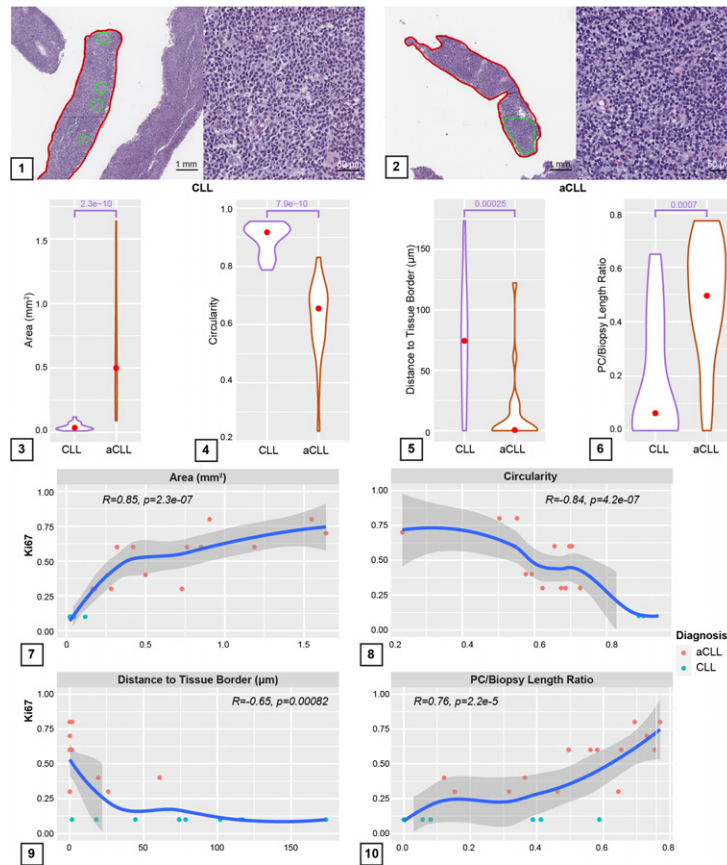 1
1 mm
50 µm
2
1 mm
CLL
aCLL
2.3e−10
Area (mm²)
1.5
1.0
0.5
0.0
CLL
aCLL
3
7.9e−10
Circularity
1.0
0.8
0.6
0.4
0.2
CLL
aCLL
4
0.00025
Distance to Tissue Border (µm)
150
100
50
0
CLL
aCLL
5
0.0007
PC/Biopsy Length Ratio
0.8
0.6
0.4
0.2
0.0
CLL
aCLL
6
Area (mm²)
R=0.85, p=2.3e-07
Ki67
1.00
0.75
0.50
0.25
0.00
0 0.5 1.0 1.5
7
Circularity
R=-0.84, p=4.2e-07
1.00
0.75
0.50
0.25
0.00
0.2 0.4 0.6 0.8
8
Diagnosis
aCLL
CLL
Distance to Tissue Border (µm)
R=-0.65, p=0.00082
Ki67
1.00
0.75
0.50
0.25
0.00
0 50 100 150
9
PC/Biopsy Length Ratio
R=0.76, p=2.2e-5
1.00
0.75
0.50
0.25
0.00
0.0 0.2 0.4 0.6 0.8
10